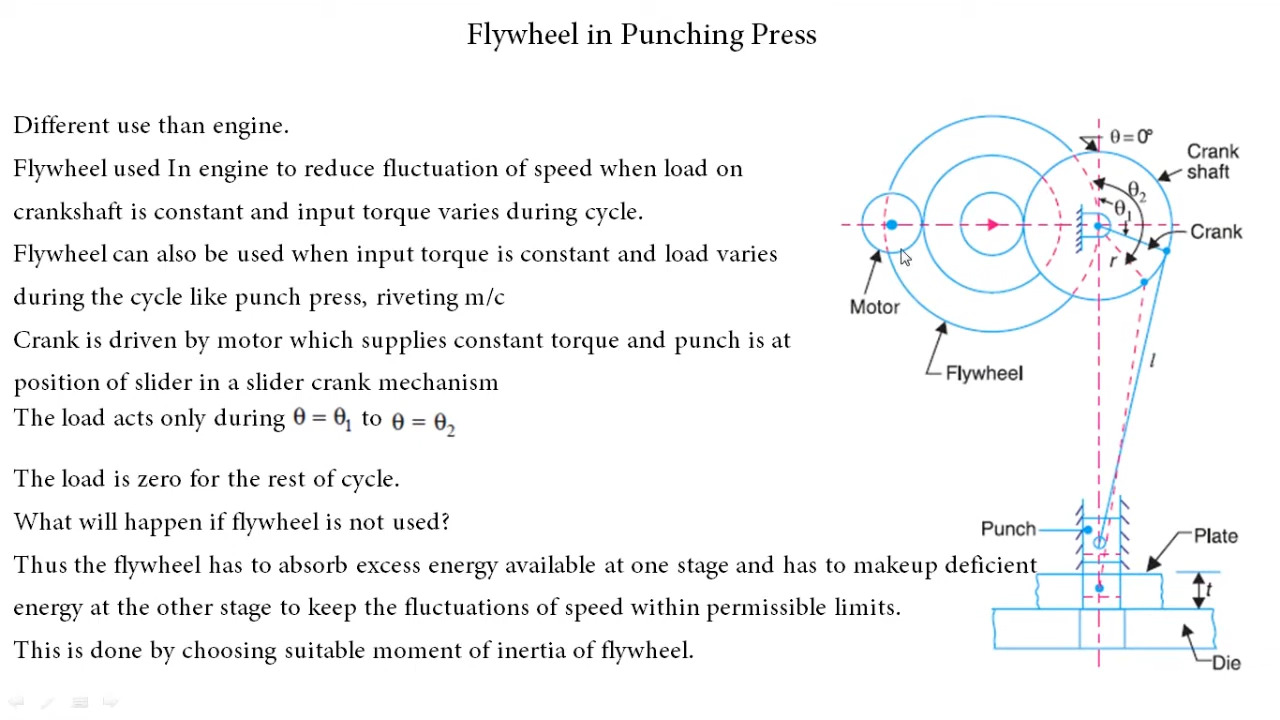 Flywheel in Punching Press
Different use than engine.
Flywheel used In engine to reduce fluctuation of speed when load on
crankshaft is constant and input torque varies during cycle.
Flywheel can also be used when input torque is constant and load varies
during the cycle like punch press, riveting m/c
Crank is driven by motor which supplies constant torque and punch is at
position of slider in a slider crank mechanism
The load acts only during θ = θ₁ to θ = θ₂
The load is zero for the rest of cycle.
What will happen if flywheel is not used?
Thus the flywheel has to absorb excess energy available at one stage and has to makeup deficient
energy at the other stage to keep the fluctuations of speed within permissible limits.
This is done by choosing suitable moment of inertia of flywheel.
θ = 0°
Crank
shaft
θ₂
θ₁
Crank
r
Motor
l
Flywheel
Punch
Plate
t
Die